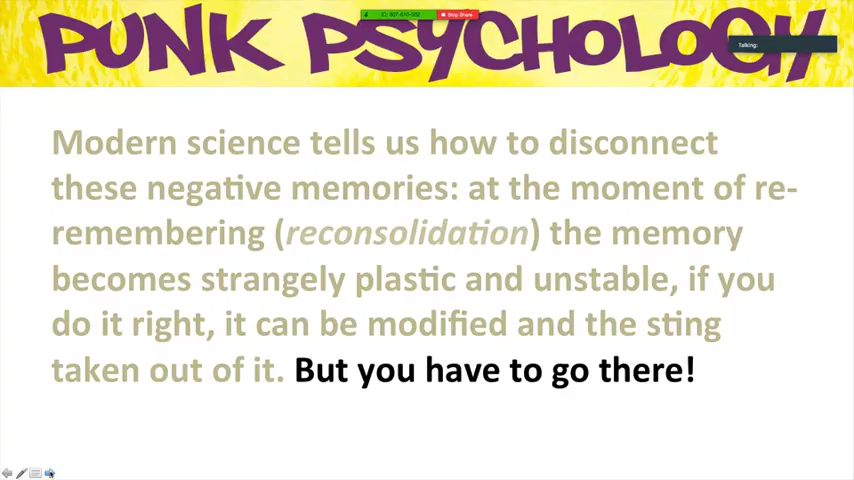 PUNK PSYCHOLOGY
Stop Share
Talking:
Modern science tells us how to disconnect
these negative memories: at the moment of re-
remembering (reconsolidation) the memory
becomes strangely plastic and unstable, if you
do it right, it can be modified and the sting
taken out of it. But you have to go there!